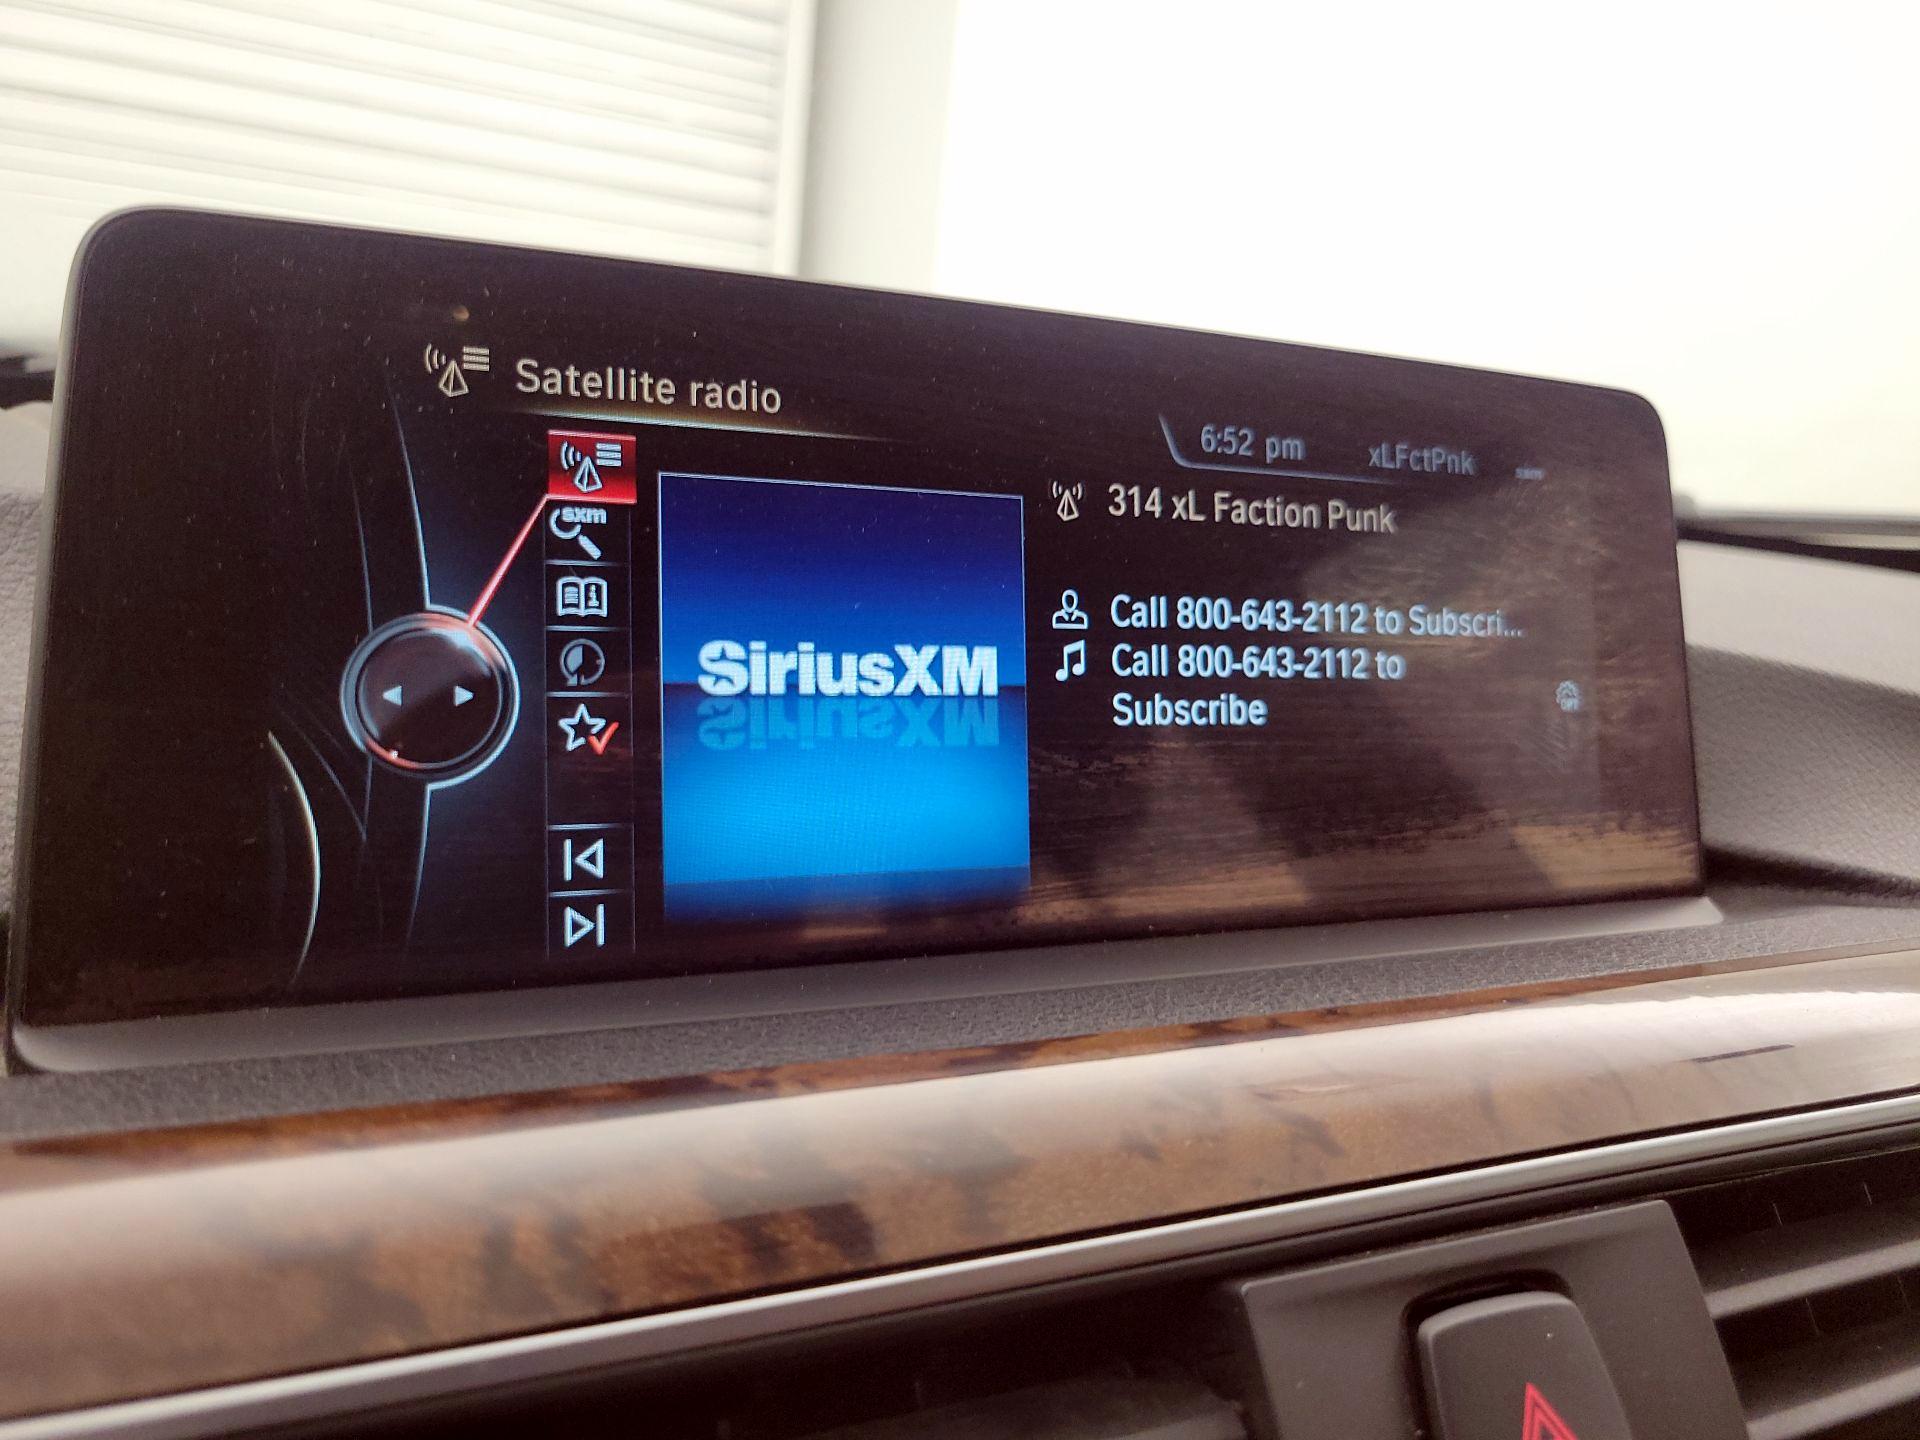 Satellite radio
6:52 pm xLFctPnk
sxm
314 xL Faction Punk
SiriusXM
Call 800-643-2112 to Subscri...
Call 800-643-2112 to
Subscribe